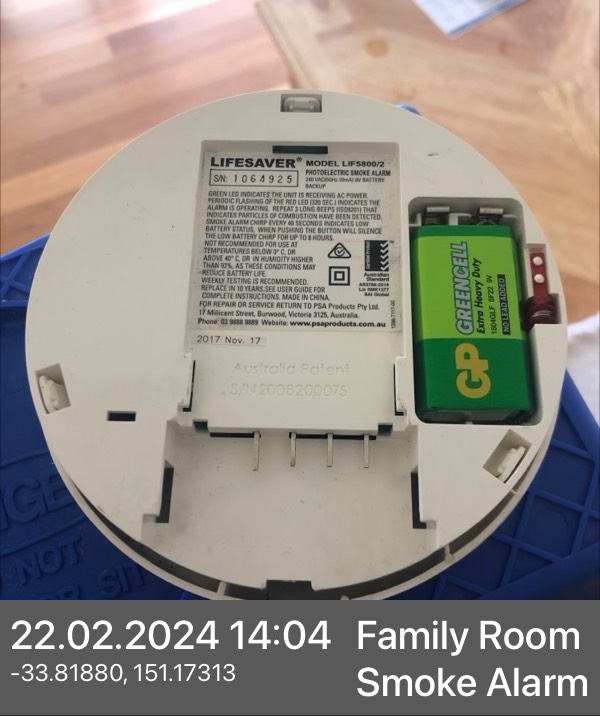 LIFESAVER® MODEL LIF5800/2
S/N: 1064925
PHOTOELECTRIC SMOKE ALARM
240 VAC(50Hz 10mA) 9V BATTERY
BACKUP
GREEN LED INDICATES THE UNIT IS RECEIVING AC POWER.
PERIODIC FLASHING OF THE RED LED (320 SEC.) INDICATES THE
ALARM IS OPERATING. REPEAT 3 LONG BEEPS (ISO8201) THAT
INDICATES PARTICLES OF COMBUSTION HAVE BEEN DETECTED.
SMOKE ALARM CHIRP EVERY 40 SECONDS INDICATES LOW
BATTERY STATUS. WHEN PUSHING THE BUTTON WILL SILENCE
THE LOW BATTERY CHIRP FOR UP TO 8 HOURS.
NOT RECOMMENDED FOR USE AT
TEMPERATURES BELOW 0° C, OR
ABOVE 40° C, OR IN HUMIDITY HIGHER
THAN 92%, AS THESE CONDITIONS MAY
REDUCE BATTERY LIFE.
WEEKLY TESTING IS RECOMMENDED.
REPLACE IN 10 YEARS.SEE USER GUIDE FOR
COMPLETE INSTRUCTIONS. MADE IN CHINA.
Australian
Standard
AS3786-2014
SAI Global
FOR REPAIR OR SERVICE RETURN TO PSA Products Pty Ltd.
17 Millicent Street, Burwood, Victoria 3125, Australia.
Phone: 03 9888 9889 Website: www.psaproducts.com.au
2017 Nov. 17
Australia Patent
S/N2008200075
GP GREENCELL
Extra Heavy Duty
1604GLF 6F22 9V
NO LEAD ADDED
NOT
OR SIT
22.02.2024 14:04
-33.81880, 151.17313
Family Room
Smoke Alarm